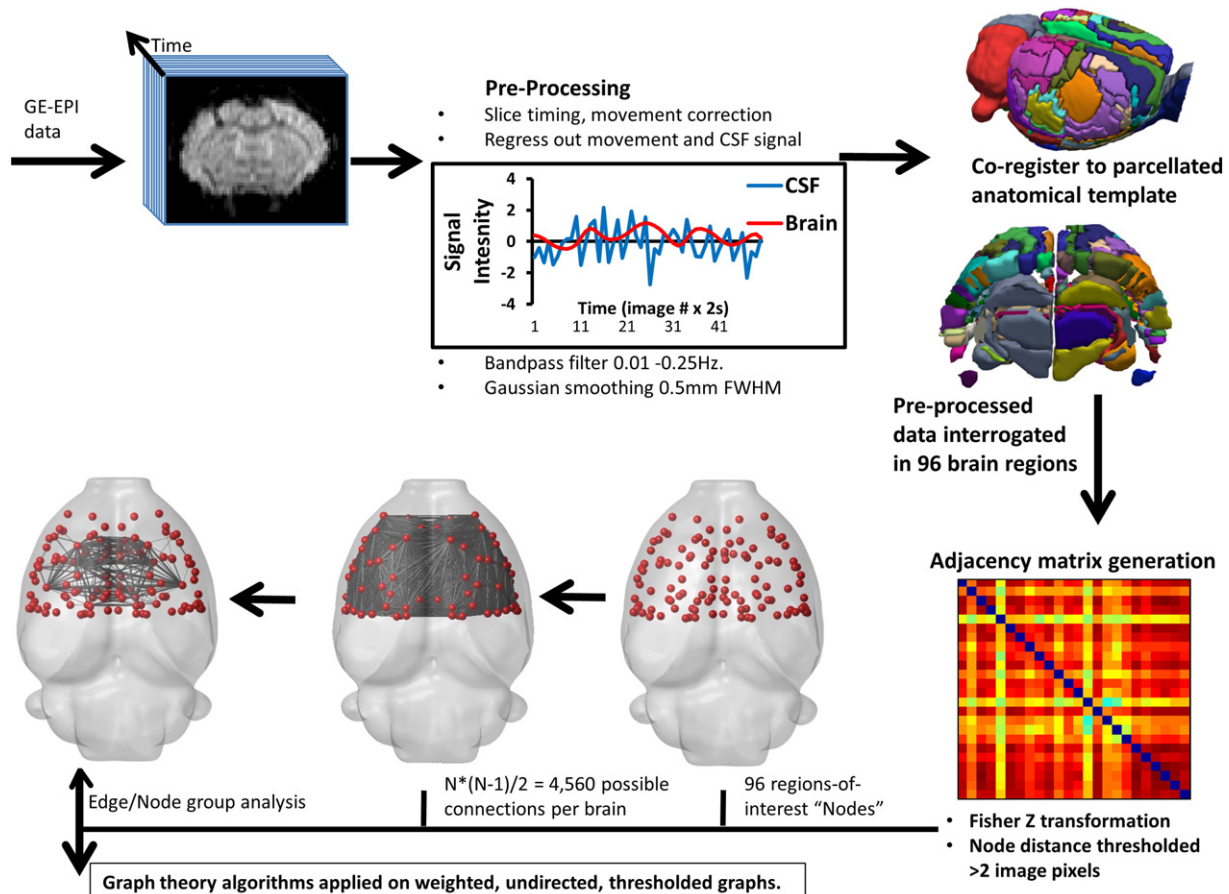 Time
GE-EPI
data
Pre-Processing
• Slice timing, movement correction
• Regress out movement and CSF signal
4
2
0
-2
-4
Signal
Intesnity
CSF
Brain
Time (image # x 2s)
1 11 21 31 41
• Bandpass filter 0.01 -0.25Hz.
• Gaussian smoothing 0.5mm FWHM
Co-register to parcellated
anatomical template
Pre-processed
data interrogated
in 96 brain regions
Adjacency matrix generation
• Fisher Z transformation
• Node distance thresholded
>2 image pixels
96 regions-of-
interest “Nodes”
N*(N-1)/2 = 4,560 possible
connections per brain
Edge/Node group analysis
Graph theory algorithms applied on weighted, undirected, thresholded graphs.